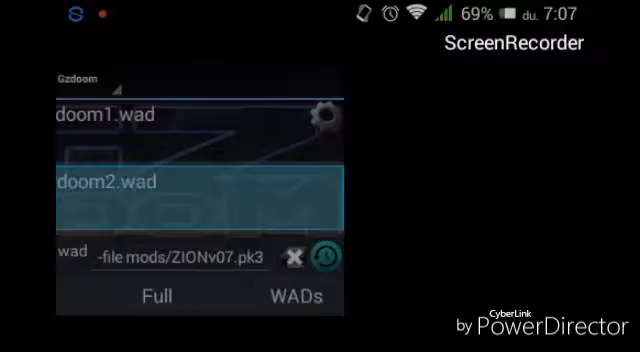 69% du. 7:07
ScreenRecorder
Gzdoom
doom1.wad
doom2.wad
wad -file mods/ZIONv07.pk3
Full WADs
CyberLink
by PowerDirector